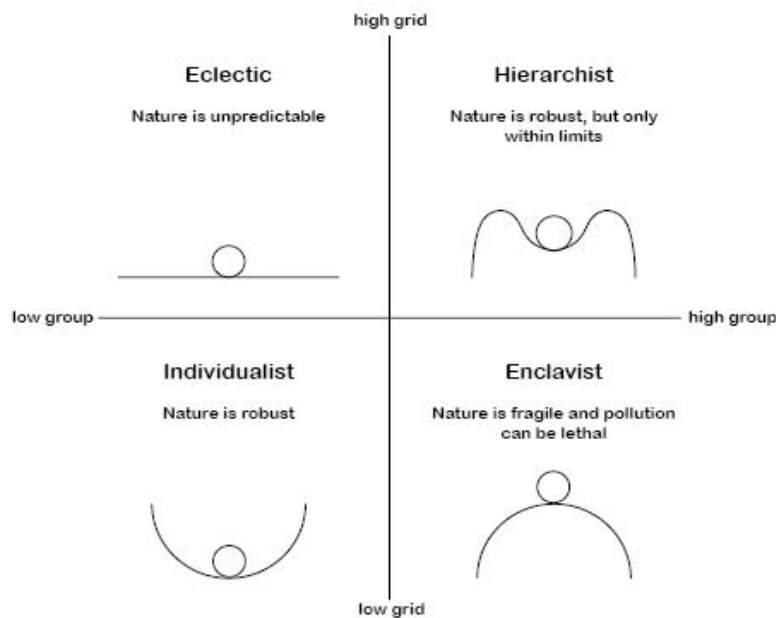 high grid
Eclectic
Hierarchist
Nature is unpredictable
Nature is robust, but only
within limits
low group
high group
Individualist
Enclavist
Nature is robust
Nature is fragile and pollution
can be lethal
low grid